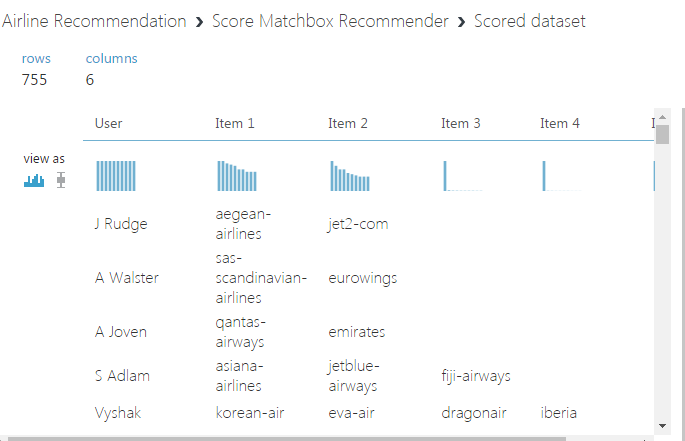 Airline Recommendation › Score Matchbox Recommender › Scored dataset
rows columns
755 6
User Item 1 Item 2 Item 3 Item 4
view as
J Rudge aegean-airlines jet2-com
A Walster sas-scandinavian-airlines eurowings
A Joven qantas-airways emirates
S Adlam asiana-airlines jetblue-airways fiji-airways
Vyshak korean-air eva-air dragonair iberia